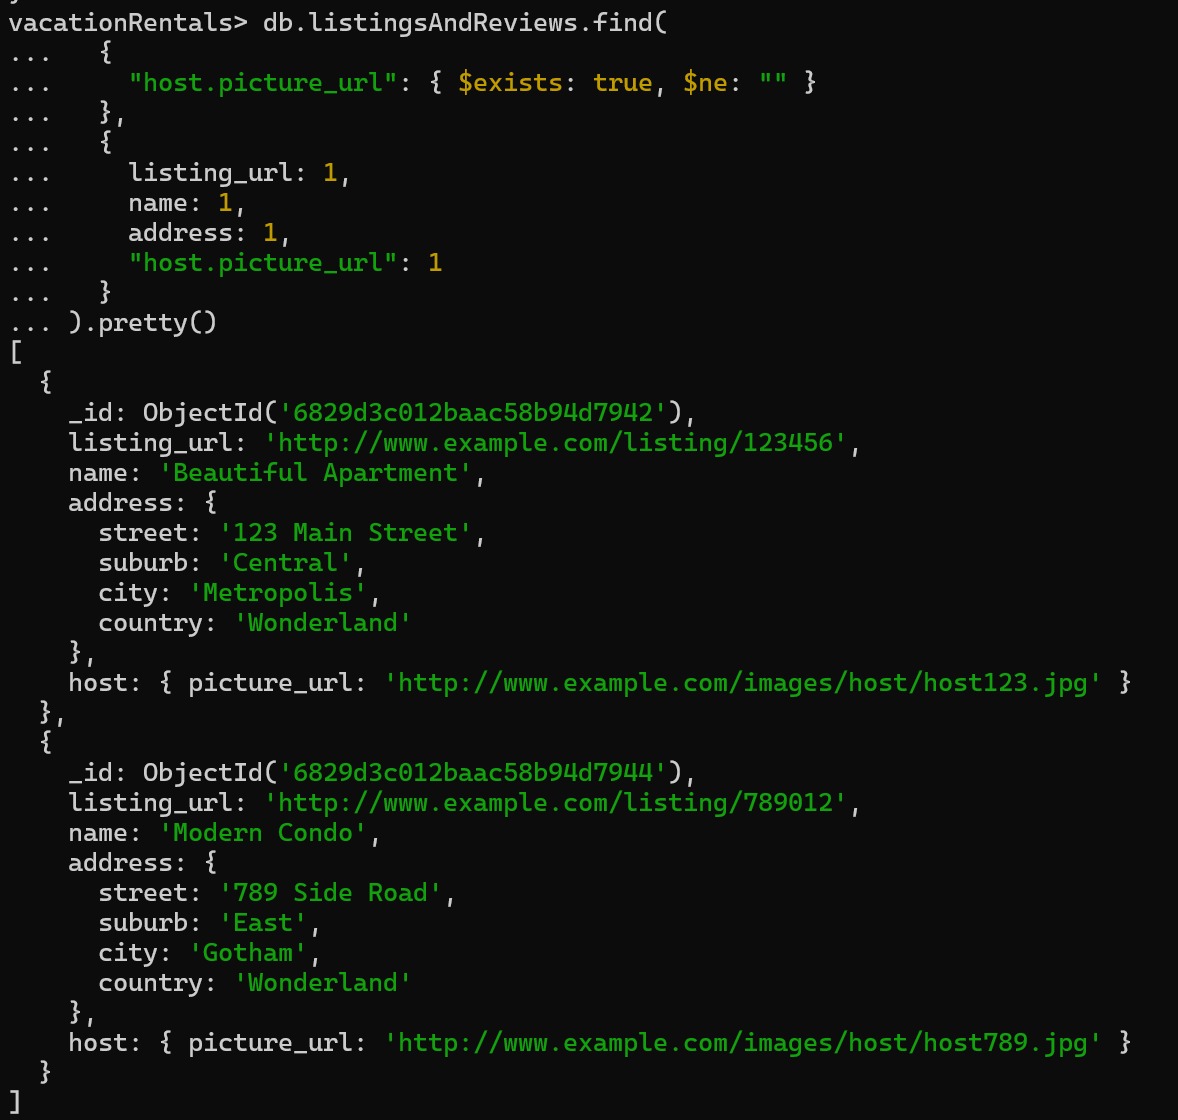 vacationRentals> db.listingsAndReviews.find(
...   {
...     "host.picture_url": { $exists: true, $ne: "" }
...   },
...   {
...     listing_url: 1,
...     name: 1,
...     address: 1,
...     "host.picture_url": 1
...   }
... ).pretty()
[
  {
    _id: ObjectId('6829d3c012baac58b94d7942'),
    listing_url: 'http://www.example.com/listing/123456',
    name: 'Beautiful Apartment',
    address: {
      street: '123 Main Street',
      suburb: 'Central',
      city: 'Metropolis',
      country: 'Wonderland'
    },
    host: { picture_url: 'http://www.example.com/images/host/host123.jpg' }
  },
  {
    _id: ObjectId('6829d3c012baac58b94d7944'),
    listing_url: 'http://www.example.com/listing/789012',
    name: 'Modern Condo',
    address: {
      street: '789 Side Road',
      suburb: 'East',
      city: 'Gotham',
      country: 'Wonderland'
    },
    host: { picture_url: 'http://www.example.com/images/host/host789.jpg' }
  }
]